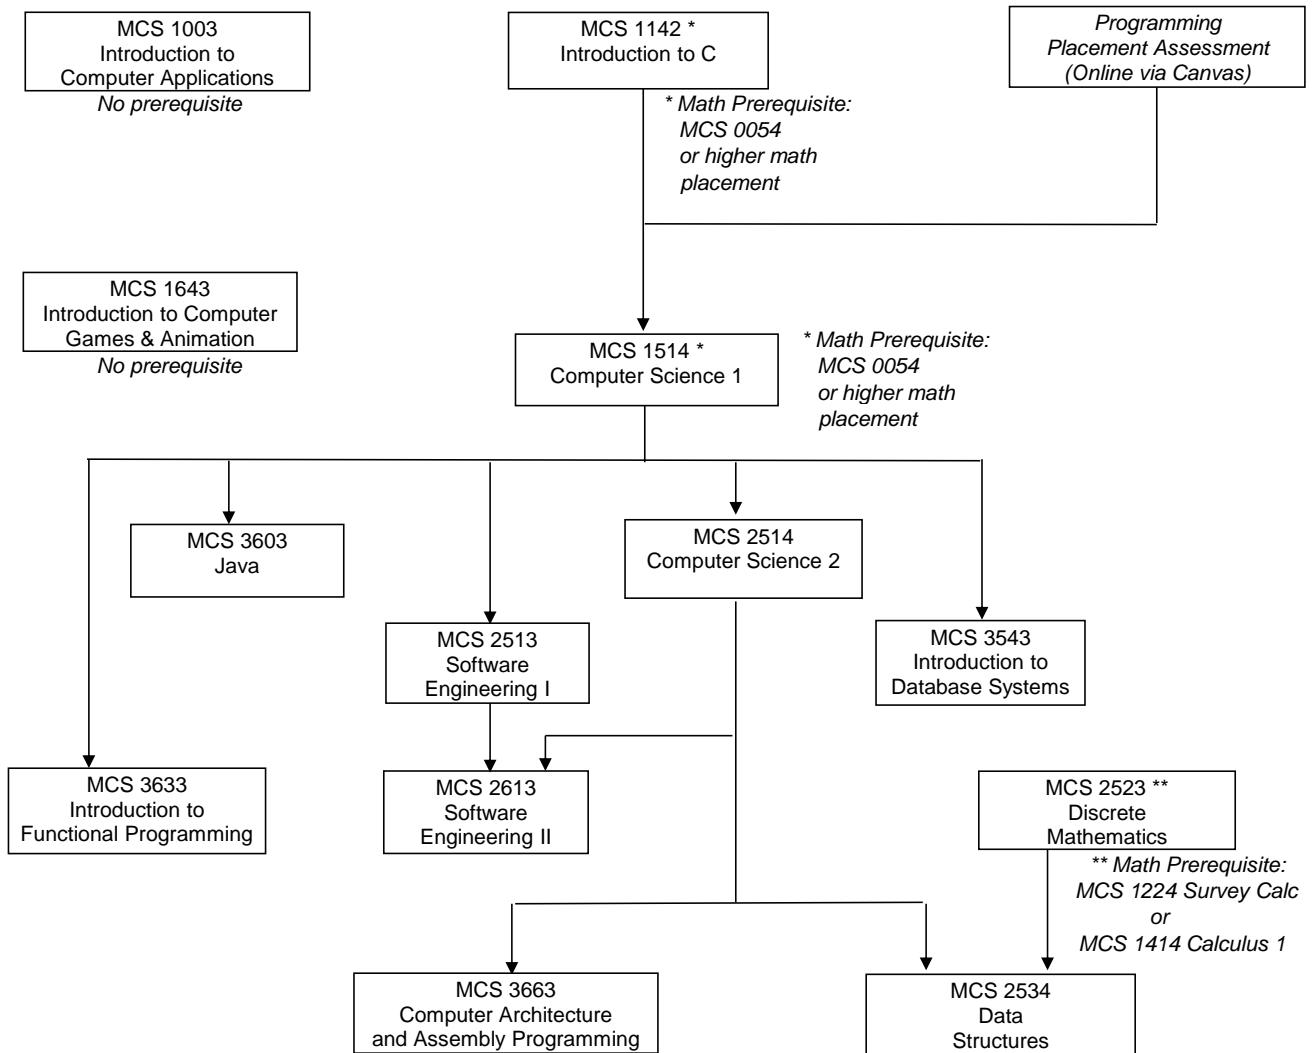 MCS 1003
Introduction to
Computer Applications
No prerequisite
MCS 1142 *
Introduction to C
* Math Prerequisite:
MCS 0054
or higher math
placement
Programming
Placement Assessment
(Online via Canvas)
MCS 1643
Introduction to Computer
Games & Animation
No prerequisite
MCS 1514 *
Computer Science 1
* Math Prerequisite:
MCS 0054
or higher math
placement
MCS 3603
Java
MCS 2514
Computer Science 2
MCS 2513
Software
Engineering I
MCS 3543
Introduction to
Database Systems
MCS 3633
Introduction to
Functional Programming
MCS 2613
Software
Engineering II
MCS 2523 **
Discrete
Mathematics
** Math Prerequisite:
MCS 1224 Survey Calc
or
MCS 1414 Calculus 1
MCS 3663
Computer Architecture
and Assembly Programming
MCS 2534
Data
Structures